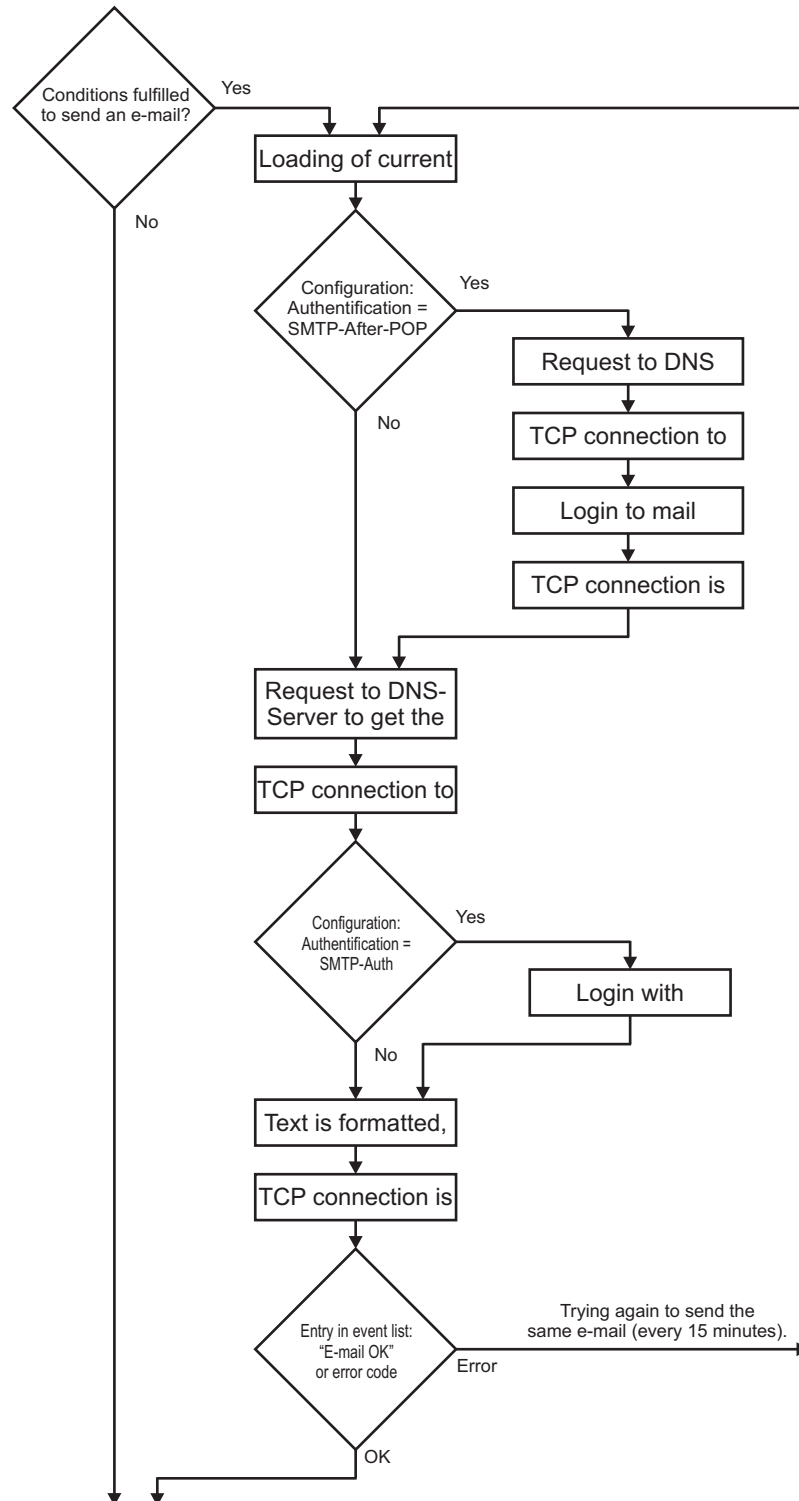 Conditions fulfilled
to send an e-mail?
Yes
Loading of current
No
Configuration:
Authentification =
SMTP-After-POP
Yes
Request to DNS
No
TCP connection to
Login to mail
TCP connection is
Request to DNS-
Server to get the
TCP connection to
Configuration:
Authentification =
SMTP-Auth
Yes
Login with
No
Text is formatted,
TCP connection is
Entry in event list:
“E-mail OK”
or error code
Trying again to send the
same e-mail (every 15 minutes).
Error
OK